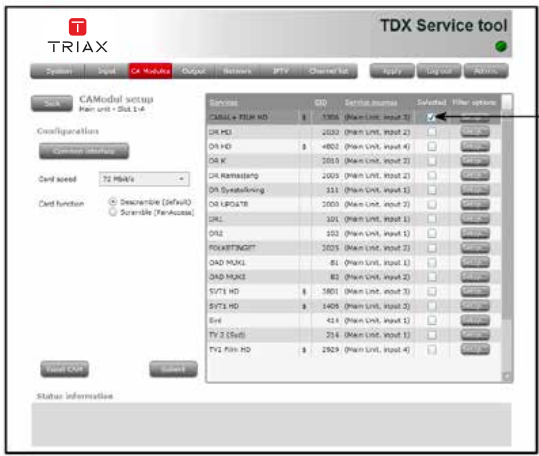 TDX Service tool
TRIAX
System Input CA Modules Output Network IPTV Channel list Apply Log out Admin
Back CAModul setup
Main unit - Slot 1-A
Configuration
Common interface
Card speed 72 Mbit/s
Card function Descramble (default)
Scramble (PanAccess)
Services SID Service sources Selected Filter options
CANAL+ FILM HD $ 3306 (Main Unit, input 3)
DR HD 2030 (Main Unit, input 2)
DR HD $ 4802 (Main Unit, input 4)
DR K 2010 (Main Unit, input 2)
DR Ramasjang 2005 (Main Unit, input 2)
DR Synstolkning 111 (Main Unit, input 1)
DR UPDATE 2000 (Main Unit, input 2)
DR1 101 (Main Unit, input 1)
DR2 102 (Main Unit, input 1)
FOLKETINGET 2025 (Main Unit, input 2)
OAD MUX1 81 (Main Unit, input 1)
OAD MUX2 82 (Main Unit, input 2)
SVT1 HD $ 3801 (Main Unit, input 3)
SVT1 HD $ (Main Unit, input 3)
Syd 414 (Main Unit, input 1)
TV 2 (Syd) 214 (Main Unit, input 1)
TV2 Film HD $ 2929 (Main Unit, input 4)
Reset CAM Submit
Status information